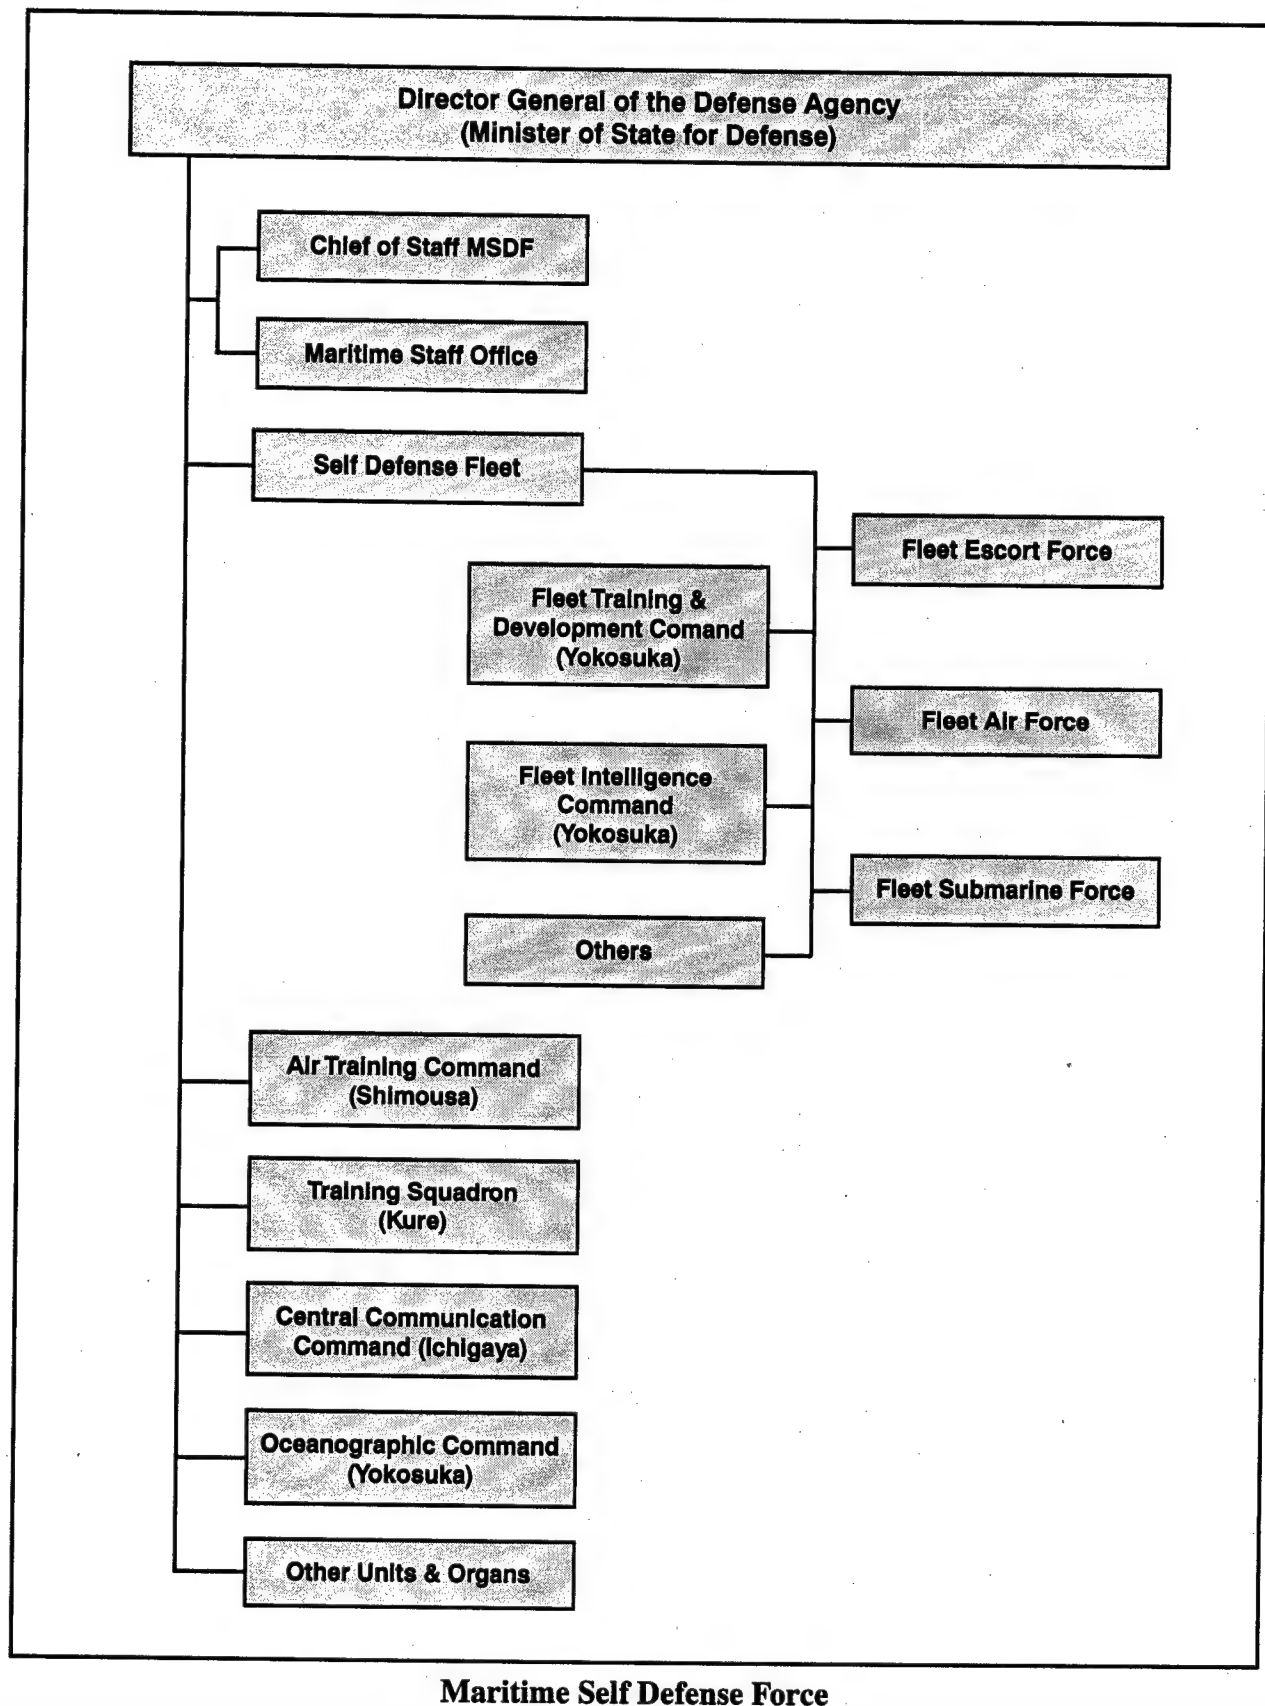 Director General of the Defense Agency
(Minister of State for Defense)
Chief of Staff MSDF
Maritime Staff Office
Self Defense Fleet
Fleet Escort Force
Fleet Training &
Development Comand
(Yokosuka)
Fleet Air Force
Fleet Intelligence
Command
(Yokosuka)
Fleet Submarine Force
Others
Air Training Command
(Shimousa)
Training Squadron
(Kure)
Central Communication
Command (Ichigaya)
Oceanographic Command
(Yokosuka)
Other Units & Organs
Maritime Self Defense Force